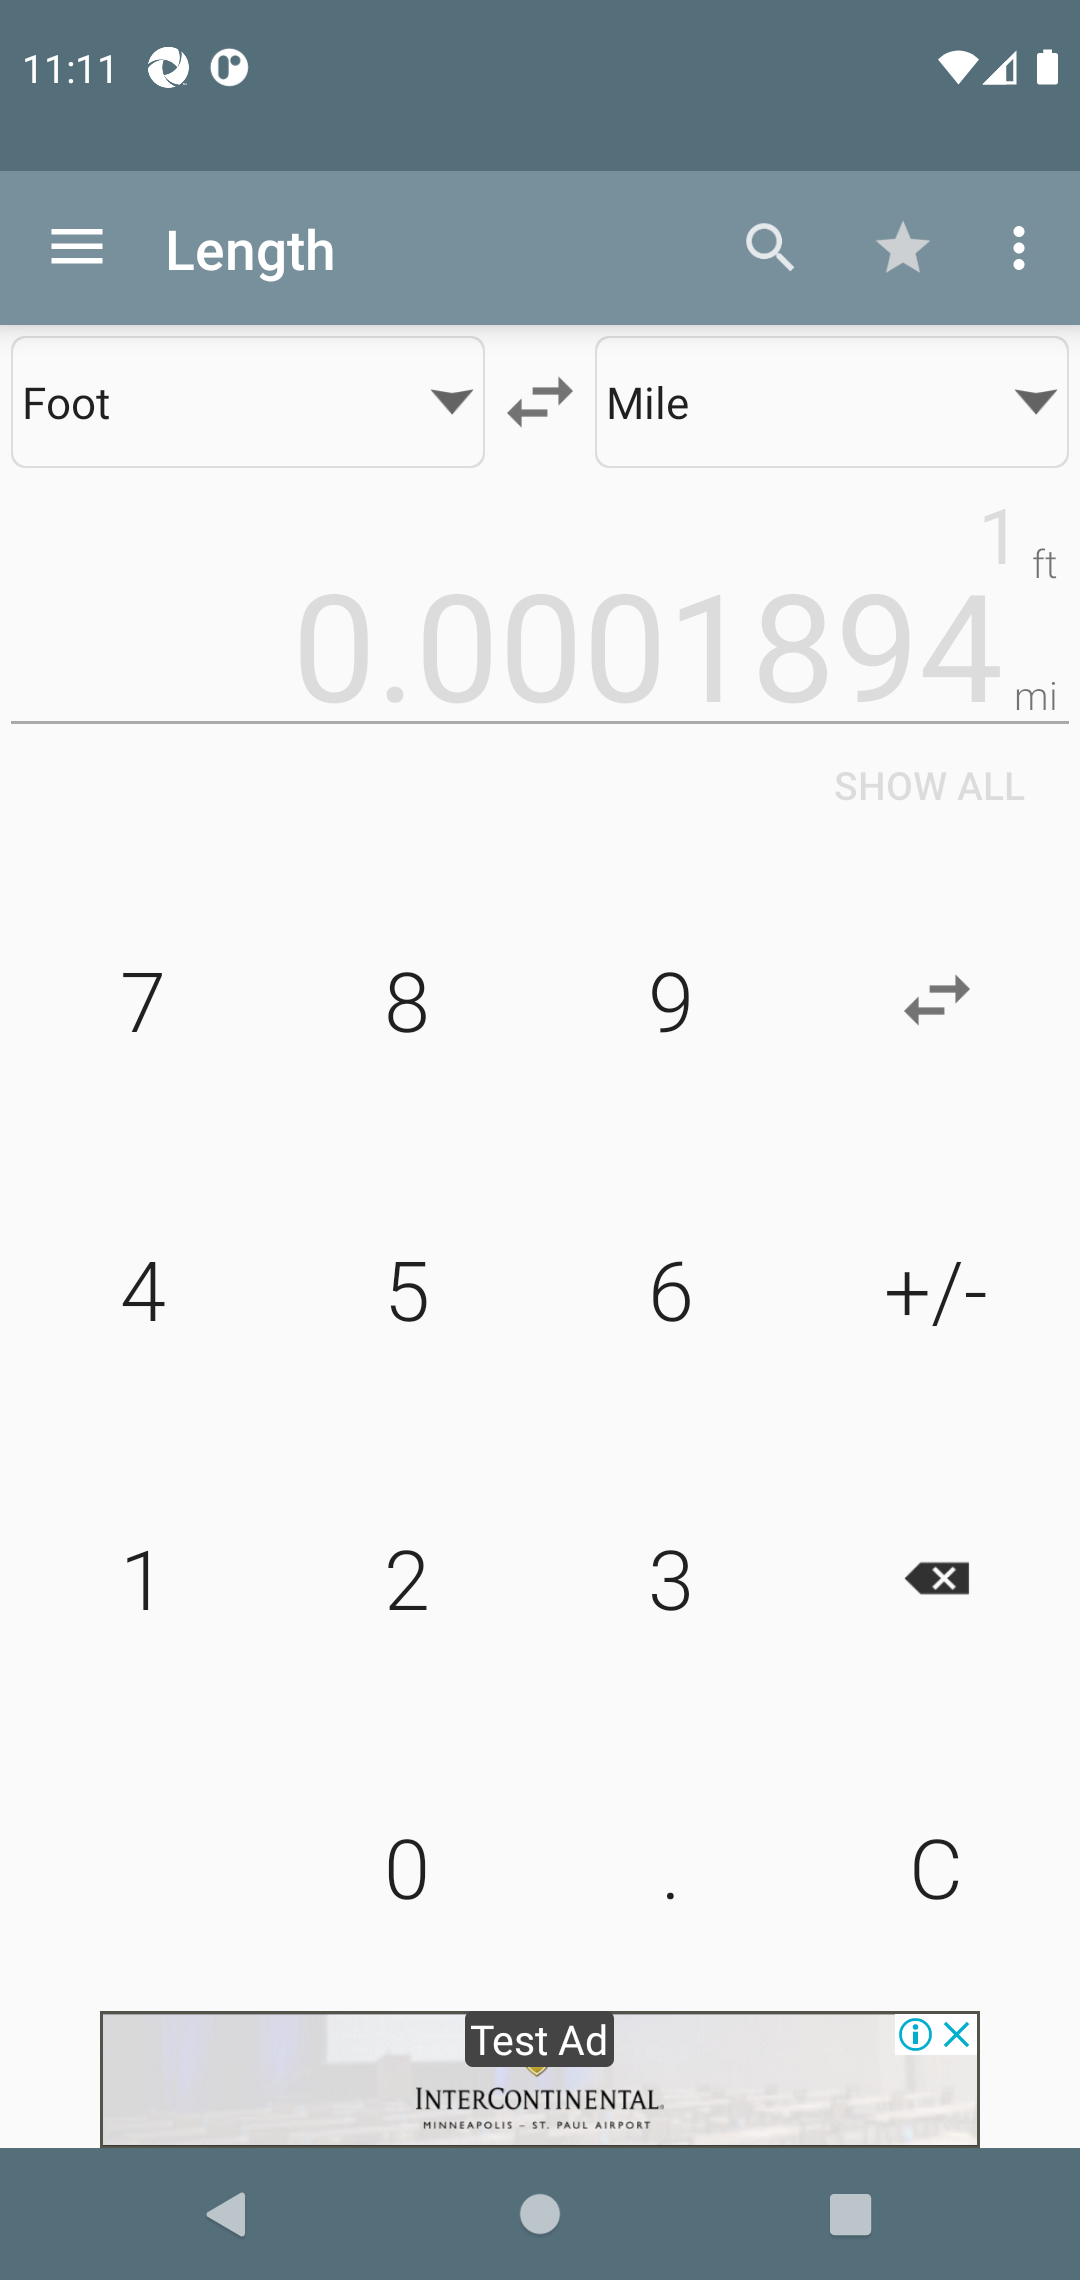 11:11
Length
Foot
Mile
1 ft
0.0001894 mi
SHOW ALL
7 8 9
4 5 6 +/-
1 2 3
0 . C
Test Ad
INTERCONTINENTAL®
MINNEAPOLIS – ST. PAUL AIRPORT